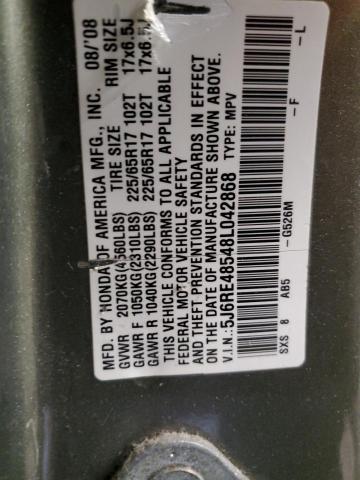 MFD. BY HONDA OF AMERICA MFG., INC. 08/'08
GVWR 2070KG(4560LBS) TIRE SIZE RIM SIZE
GAWR F 1050KG(2310LBS) 225/65R17 102T 17x6.5J
GAWR R 1040KG(2290LBS) 225/65R17 102T 17x6.5J
THIS VEHICLE CONFORMS TO ALL APPLICABLE
FEDERAL MOTOR VEHICLE SAFETY
AND THEFT PREVENTION STANDARDS IN EFFECT
ON THE DATE OF MANUFACTURE SHOWN ABOVE.
V.I.N.: 5J6RE48548L042868 TYPE: MPV
G526M
SXS 8 AB5 -F -L